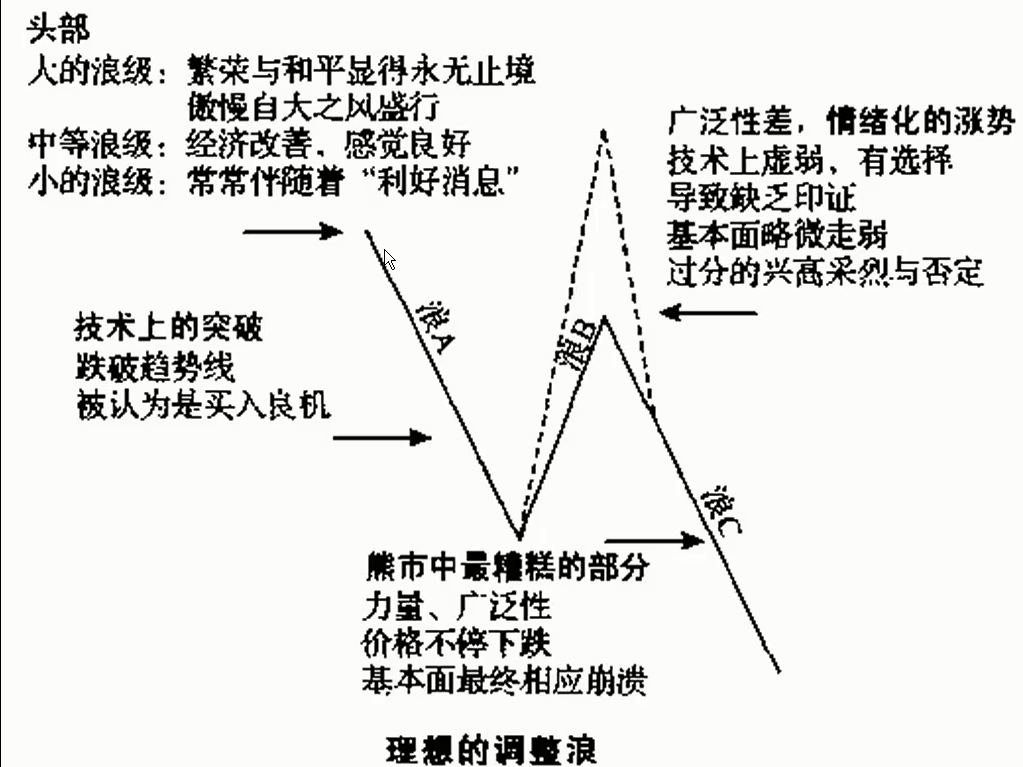 头部
大的浪级：繁荣与和平显得永无止境
傲慢自大之风盛行
中等浪级：经济改善，感觉良好
小的浪级：常常伴随着“利好消息”
广泛性差，情绪化的涨势
技术上虚弱，有选择
导致缺乏印证
基本面略微走弱
过分的兴高采烈与否定
技术上的突破
跌破趋势线
被认为是买入良机
浪A
浪B
浪C
熊市中最糟糕的部分
力量、广泛性
价格不停下跌
基本面最终相应崩溃
理想的调整浪